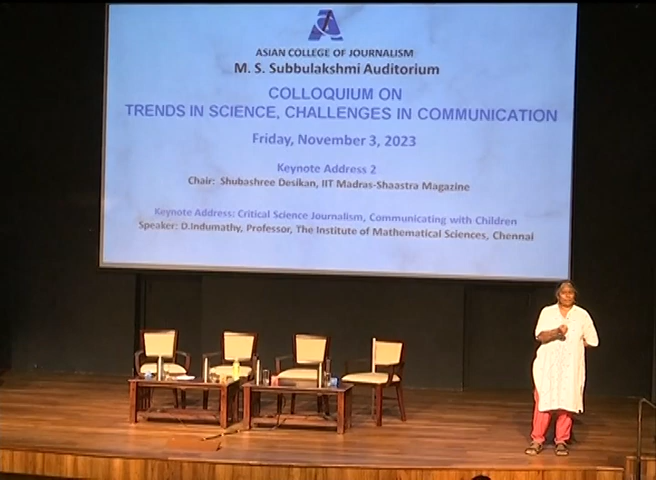 ASIAN COLLEGE OF JOURNALISM
M. S. Subbulakshmi Auditorium
COLLOQUIUM ON
TRENDS IN SCIENCE, CHALLENGES IN COMMUNICATION
Friday, November 3, 2023
Keynote Address 2
Chair: Shubashree Desikan, IIT Madras-Shaastra Magazine
Keynote Address: Critical Science Journalism, Communicating with Children
Speaker: D.Indumathy, Professor, The Institute of Mathematical Sciences, Chennai